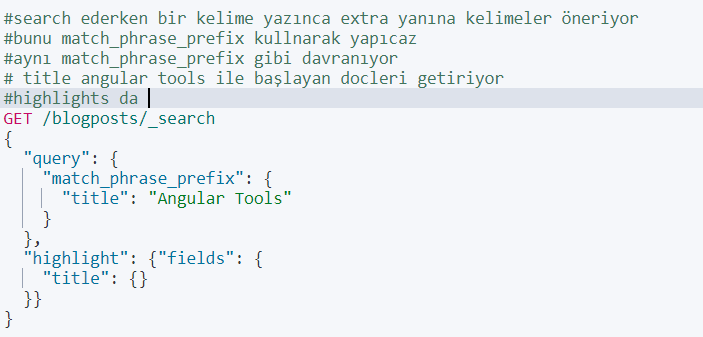 #search ederken bir kelime yazınca extra yanına kelimeler öneriyor
#bunu match_phrase_prefix kullnarak yapıcaz
#aynı match_phrase_prefix gibi davranıyor
# title angular tools ile başlayan docleri getiriyor
#highlights da
GET /blogposts/_search
{
  "query": {
    "match_phrase_prefix": {
      "title": "Angular Tools"
    }
  },
  "highlight": {"fields": {
    "title": {}
  }}
}